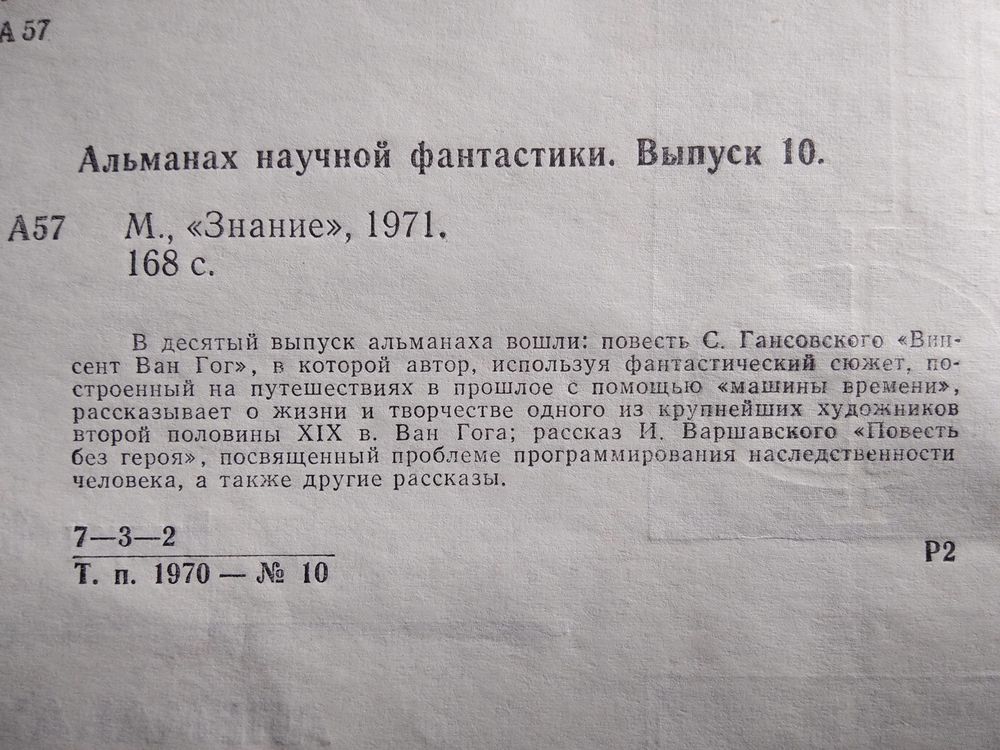 А 57
Альманах научной фантастики. Выпуск 10.
А57 М., «Знание», 1971.
168 с.
В десятый выпуск альманаха вошли: повесть С. Гансовского «Вин-
сент Ван Гог», в которой автор, используя фантастический сюжет, по-
строенный на путешествиях в прошлое с помощью «машины времени»,
рассказывает о жизни и творчестве одного из крупнейших художников
второй половины XIX в. Ван Гога; рассказ И. Варшавского «Повесть
без героя», посвященный проблеме программирования наследственности
человека, а также другие рассказы.
7—3—2
Т. п. 1970 — № 10
Р2